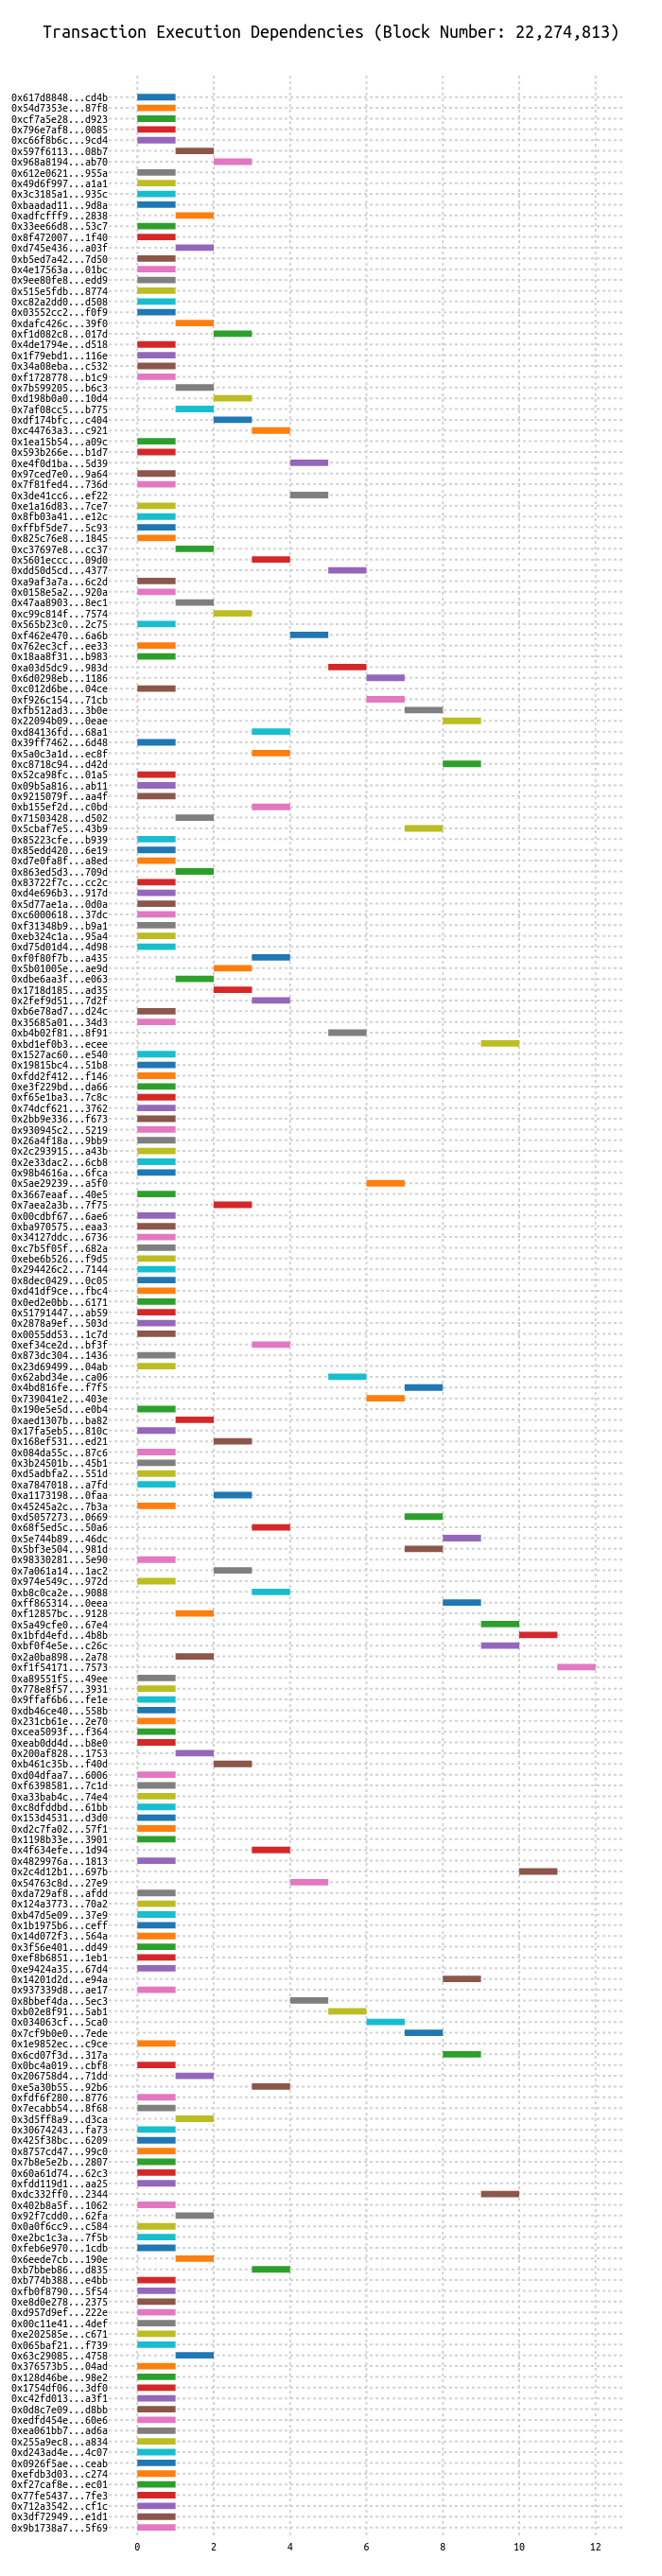 Transaction Execution Dependencies (Block Number: 22,274,813)
0x617d8848...cd4b
0x54d7353e...87f8
0xcf7a5e28...d923
0x796e7af8...0085
0xc66f8b6c...9cd4
0x597f6113...08b7
0x968a8194...ab70
0x612e0621...955a
0x49d6f997...a1a1
0x3c3185a1...935c
0xbaadad11...9d8a
0xadfcfff9...2838
0x33ee66d8...53c7
0x8f472007...1f40
0xd745e436...a03f
0xb5ed7a42...7d50
0x4e17563a...01bc
0x9ee80fe8...edd9
0x515e5fdb...8774
0xc82a2dd0...d508
0x03552cc2...f0f9
0xdafc426c...39f0
0xf1d082c8...017d
0x4de1794e...d518
0x1f79ebd1...116e
0x34a08eba...c532
0xf1728778...b1c9
0x7b599205...b6c3
0xd198b0a0...10d4
0x7af08cc5...b775
0xdf174bfc...c404
0xc44763a3...c921
0x1ea15b54...a09c
0x593b266e...b1d7
0xe4f0d1ba...5d39
0x97ced7e0...9a64
0x7f81fed4...736d
0x3de41cc6...ef22
0xe1a16d83...7ce7
0x8fb03a41...e12c
0xffbf5de7...5c93
0x825c76e8...1845
0xc37697e8...cc37
0x5601eccc...09d0
0xdd50d5cd...4377
0xa9af3a7a...6c2d
0x0158e5a2...920a
0x47aa8903...8ec1
0xc99c814f...7574
0x565b23c0...2c75
0xf462e470...6a6b
0x762ec3cf...ee33
0x18aa8f31...b983
0xa03d5dc9...983d
0x6d0298eb...1186
0xc012d6be...04ce
0xf926c154...71cb
0xfb512ad3...3b0e
0x22094b09...0eae
0xd84136fd...68a1
0x39ff7462...6d48
0x5a0c3a1d...ec8f
0xc8718c94...d42d
0x52ca98fc...01a5
0x09b5a816...ab11
0x9215079f...aa4f
0xb155ef2d...c0bd
0x71503428...d502
0x5cbaf7e5...43b9
0x85223cfe...b939
0x85edd420...6e19
0xd7e0fa8f...a8ed
0x863ed5d3...709d
0x83722f7c...cc2c
0xd4e696b3...917d
0x5d77ae1a...0d0a
0xc6000618...37dc
0xf31348b9...b9a1
0xeb324c1a...95a4
0xd75d01d4...4d98
0xf0f80f7b...a435
0x5b01005e...ae9d
0xdbe6aa3f...e063
0x1718d185...ad35
0x2fef9d51...7d2f
0xb6e78ad7...d24c
0x35685a01...34d3
0xb4b02f81...8f91
0xbd1ef0b3...ecee
0x1527ac60...e540
0x19815bc4...51b8
0xfdd2f412...f146
0xe3f229bd...da66
0xf65e1ba3...7c8c
0x74dcf621...3762
0x2bb9e336...f673
0x930945c2...5219
0x26a4f18a...9bb9
0x2c293915...a43b
0x2e33dac2...6cb8
0x98b4616a...6fca
0x5ae29239...a5f0
0x3667eaaf...40e5
0x7aea2a3b...7f75
0x00cdbf67...6ae6
0xba970575...eaa3
0x34127ddc...6736
0xc7b5f05f...682a
0xebe6b526...f9d5
0x294426c2...7144
0x8dec0429...0c05
0xd41df9ce...fbc4
0x0ed2e0bb...6171
0x51791447...ab59
0x2878a9ef...503d
0x0055dd53...1c7d
0xef34ce2d...bf3f
0x873dc304...1436
0x23d69499...04ab
0x62abd34e...ca06
0x4bd816fe...f7f5
0x739041e2...403e
0x190e5e5d...e0b4
0xaed1307b...ba82
0x17fa5eb5...810c
0x168ef531...ed21
0x084da55c...87c6
0x3b24501b...45b1
0xd5adbfa2...551d
0xa7847018...a7fd
0xa1173198...0faa
0x45245a2c...7b3a
0xd5057273...0669
0x68f5ed5c...50a6
0x5e744b89...46dc
0x5bf3e504...981d
0x98330281...5e90
0x7a061a14...1ac2
0x974e549c...972d
0xb8c0ca2e...9088
0xff865314...0eea
0xf12857bc...9128
0x5a49cfe0...67e4
0x1bfd4efd...4b8b
0xbf0f4e5e...c26c
0x2a0ba898...2a78
0xf1f54171...7573
0xa89551f5...49ee
0x778e8f57...3931
0x9ffaf6b6...fe1e
0xdb46ce40...558b
0x231cb61e...2e70
0xcea5093f...f364
0xeab0dd4d...b8e0
0x200af828...1753
0xb461c35b...f40d
0xd04dfaa7...6006
0xf6398581...7c1d
0xa33bab4c...74e4
0xc8dfddbd...61bb
0x153d4531...d3d0
0xd2c7fa02...57f1
0x1198b33e...3901
0x4f634efe...1d94
0x4829976a...1813
0x2c4d12b1...697b
0x54763c8d...27e9
0xda729af8...afdd
0x124a3773...70a2
0xb47d5e09...37e9
0x1b1975b6...ceff
0x14d072f3...564a
0x3f56e401...dd49
0xef8b6851...1eb1
0xe9424a35...67d4
0x14201d2d...e94a
0x937339d8...ae17
0x8bbef4da...5ec3
0xb02e8f91...5ab1
0x034063cf...5ca0
0x7cf9b0e0...7ede
0x1e9852ec...c9ce
0x6cd07f3d...317a
0x0bc4a019...cbf8
0x206758d4...71dd
0xe5a30b55...92b6
0xfdf6f280...8776
0x7ecabb54...8f68
0x3d5ff8a9...d3ca
0x30674243...fa73
0x425f38bc...6209
0x8757cd47...99c0
0x7b8e5e2b...2807
0x60a61d74...62c3
0xfdd119d1...aa25
0xdc332ff0...2344
0x402b8a5f...1062
0x92f7cdd0...62fa
0x0a0f6cc9...c584
0xe2bc1c3a...7f5b
0xfeb6e970...1cdb
0x6eede7cb...190e
0xb7bbeb86...d835
0xb774b388...e4bb
0xfb0f8790...5f54
0xe8d0e278...2375
0xd957d9ef...222e
0x00c11e41...4def
0xe202585e...c671
0x065baf21...f739
0x63c29085...4758
0x376573b5...04ad
0x128d46be...98e2
0x1754df06...3df0
0xc42fd013...a3f1
0x0d8c7e09...d8bb
0xedfd454e...60e6
0xea061bb7...ad6a
0x255a9ec8...a834
0xd243ad4e...4c07
0x0926f5ae...ceab
0xefdb3d03...c274
0xf27caf8e...ec01
0x77fe5437...7fe3
0x712a3542...cf1c
0x3df72949...e1d1
0x9b1738a7...5f69
0 2 4 6 8 10 12